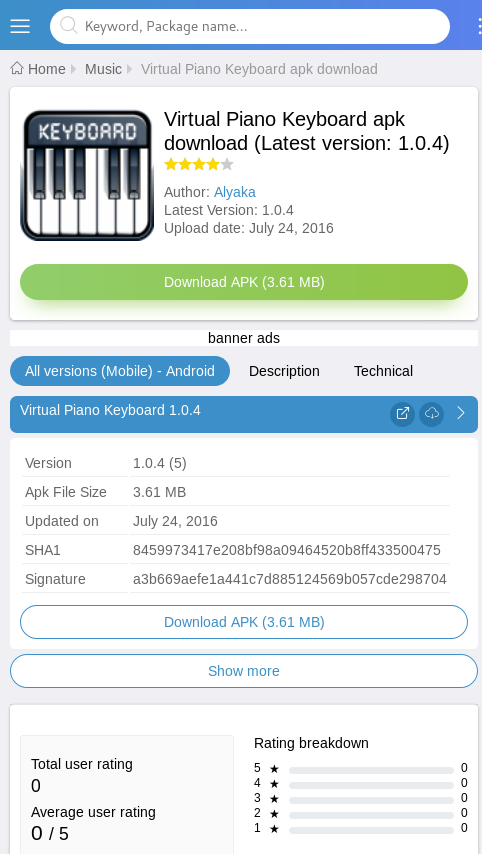 Keyword, Package name...
Home Music Virtual Piano Keyboard apk download
KEYBOARD
Virtual Piano Keyboard apk
download (Latest version: 1.0.4)
Author: Alyaka
Latest Version: 1.0.4
Upload date: July 24, 2016
Download APK (3.61 MB)
banner ads
All versions (Mobile) - Android Description Technical
Virtual Piano Keyboard 1.0.4
Version 1.0.4 (5)
Apk File Size 3.61 MB
Updated on July 24, 2016
SHA1 8459973417e208bf98a09464520b8ff433500475
Signature a3b669aefe1a441c7d885124569b057cde298704
Download APK (3.61 MB)
Show more
Total user rating
0
Average user rating
0 / 5
Rating breakdown
5 ★ 0
4 ★ 0
3 ★ 0
2 ★ 0
1 ★ 0